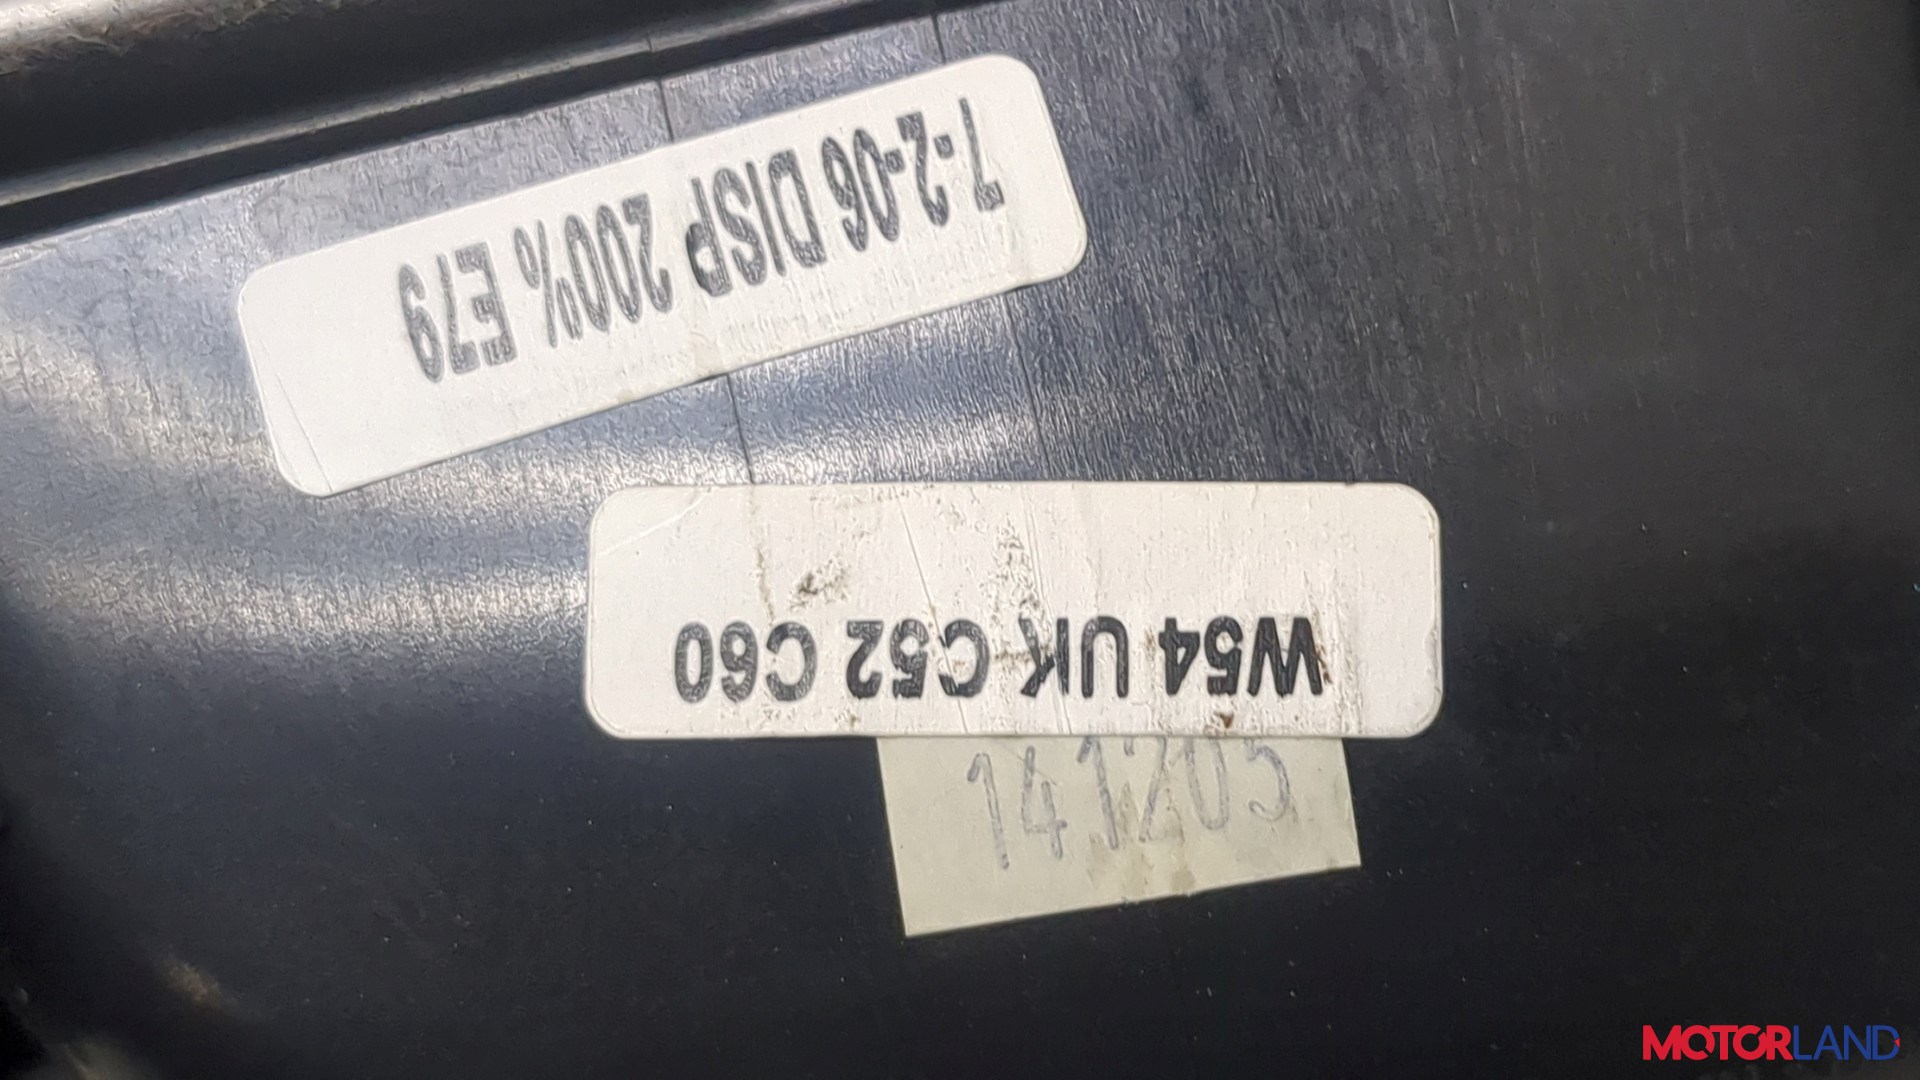 7-2-06 DISP 200% E79
W54 UK C52 C60
141205
MOTORLAND